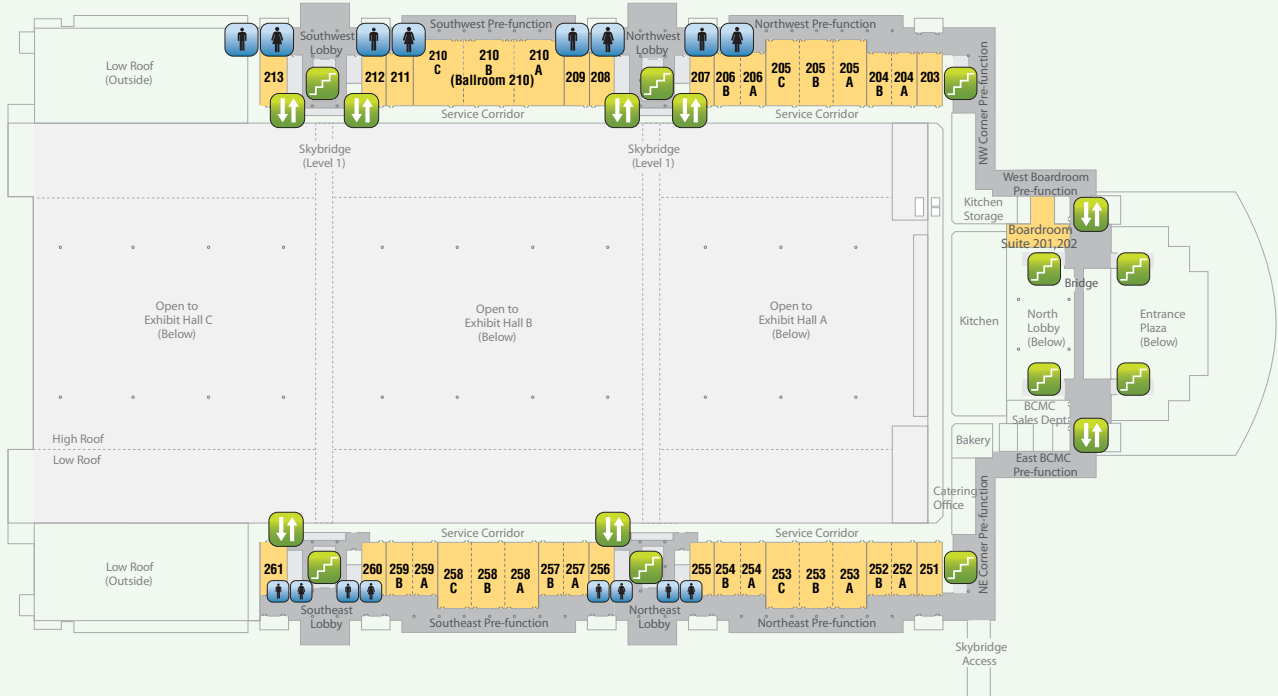 Southwest Pre-function
Northwest Pre-function
Southwest
Lobby
Northwest
Lobby
Low Roof
(Outside)
213
212
211
210
C
210
B
210
A
(Ballroom 210)
209
208
207
206
B
206
A
205
C
205
B
205
A
204
B
204
A
203
Service Corridor
Service Corridor
NW Corner Pre-function
Skybridge
(Level 1)
Skybridge
(Level 1)
West Boardroom
Pre-function
Kitchen
Storage
Boardroom
Suite 201,202
Bridge
Open to
Exhibit Hall C
(Below)
Open to
Exhibit Hall B
(Below)
Open to
Exhibit Hall A
(Below)
Kitchen
North
Lobby
(Below)
Entrance
Plaza
(Below)
BCMC
Sales Dept.
High Roof
Low Roof
Bakery
East BCMC
Pre-function
Catering
Office
NE Corner Pre-function
Service Corridor
Service Corridor
Low Roof
(Outside)
261
260
259
B
259
A
258
C
258
B
258
A
257
B
257
A
256
255
254
B
254
A
253
C
253
B
253
A
252
B
252
A
251
Southeast
Lobby
Southeast Pre-function
Northeast
Lobby
Northeast Pre-function
Skybridge
Access